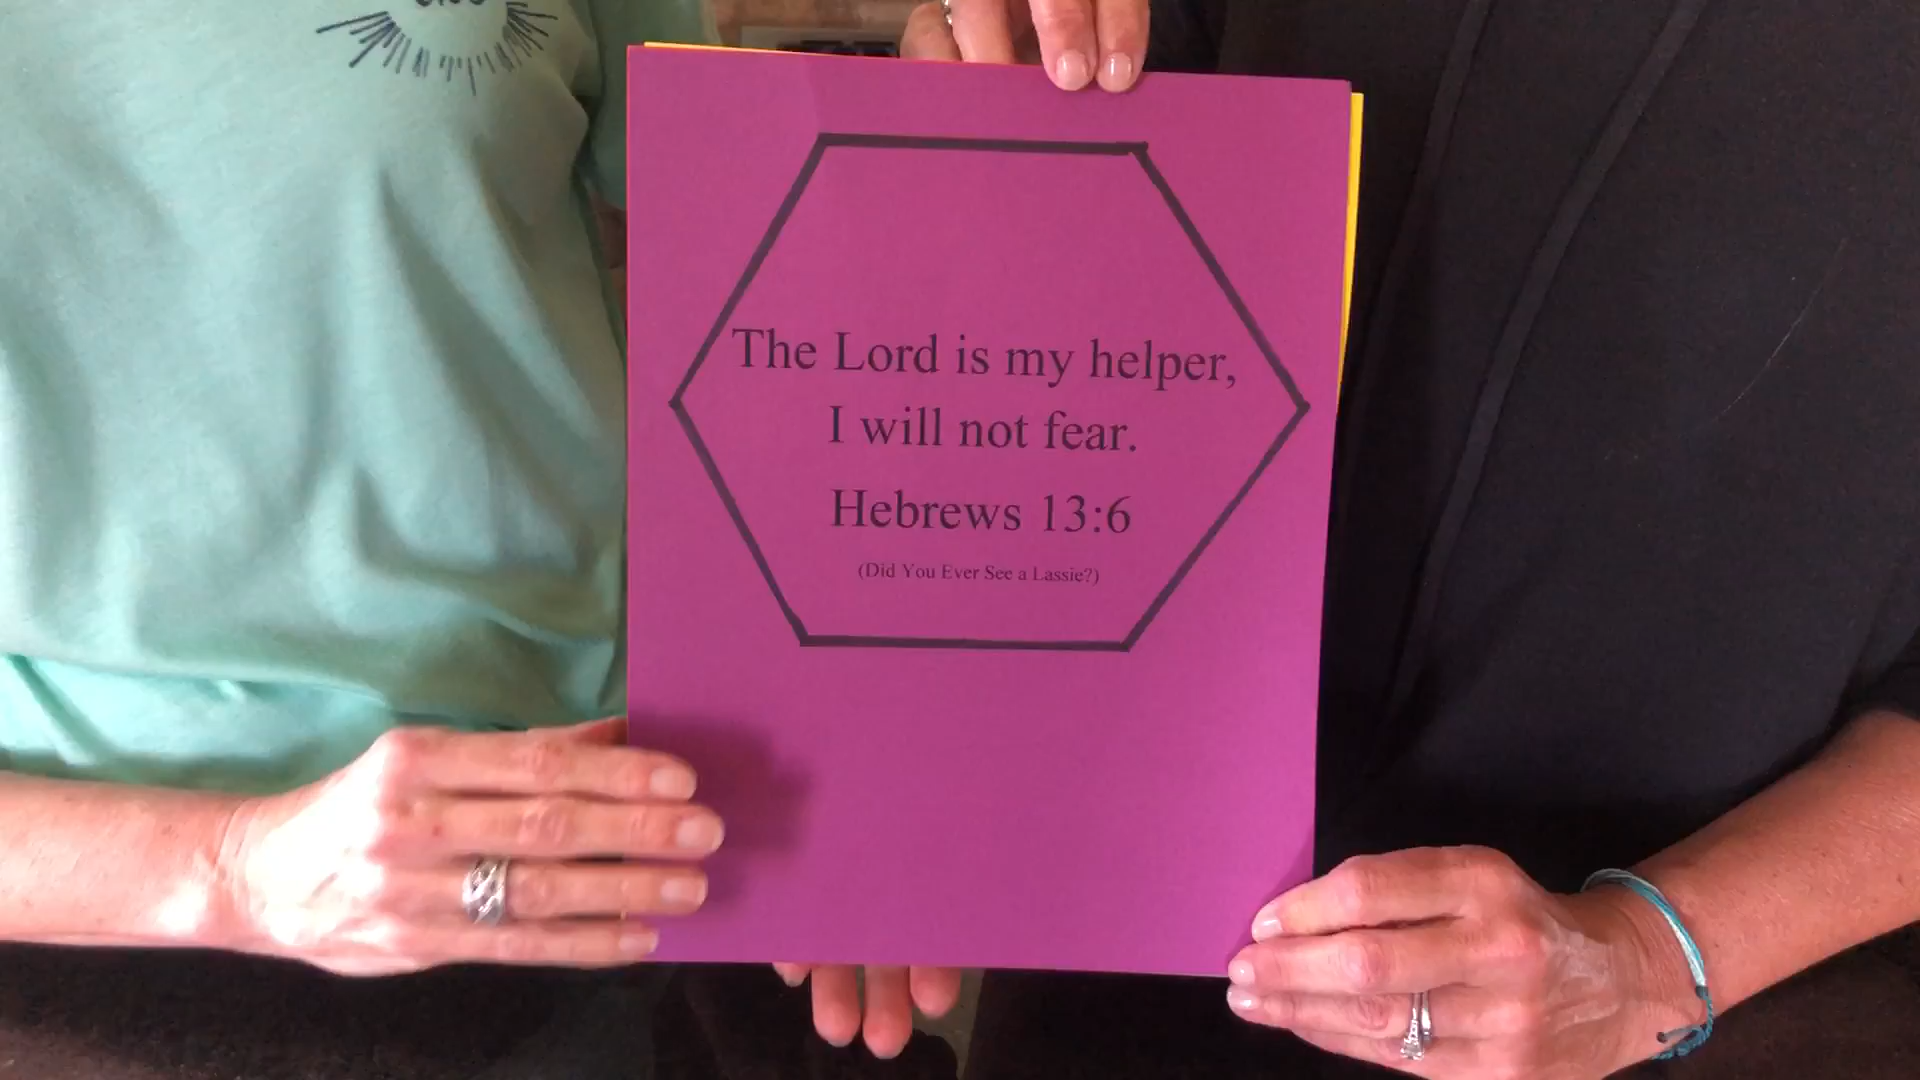 The Lord is my helper,
I will not fear.
Hebrews 13:6
(Did You Ever See a Lassie?)